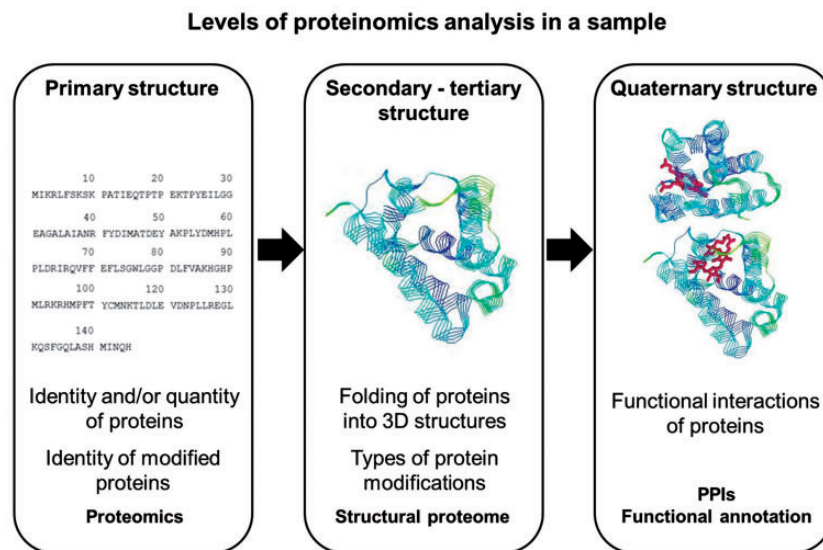 Levels of proteinomics analysis in a sample
Primary structure
10 20 30
MIKRLFSKSK PATIEQTPTP EKTPYEILGG
40 50 60
EAGALAIANR FYDIMATDEY AKPLYDMHPL
70 80 90
PLDRIRQVFF EFLSGWLGGP DLFVAKHGHP
100 120 130
MLRKRHMPFT YCMNKTLDLE VDNPLLREGL
140
KQSFGQLASH MINQH
Identity and/or quantity
of proteins
Identity of modified
proteins
Proteomics
Secondary - tertiary
structure
Folding of proteins
into 3D structures
Types of protein
modifications
Structural proteome
Quaternary structure
Functional interactions
of proteins
PPIs
Functional annotation